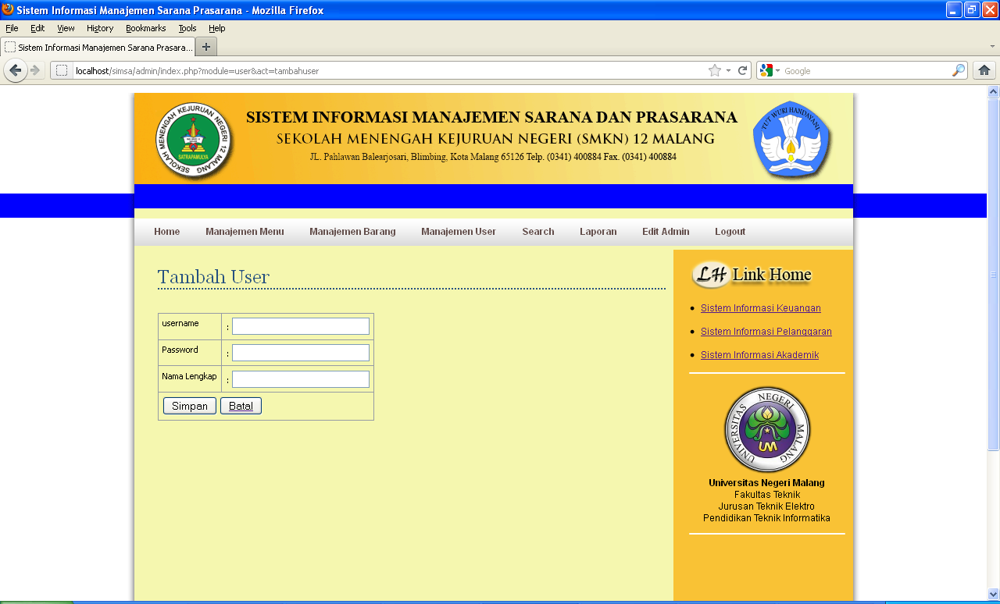 Sistem Informasi Manajemen Sarana Prasarana - Mozilla Firefox
File Edit View History Bookmarks Tools Help
Sistem Informasi Manajemen Sarana Prasara...
localhost/simsa/admin/index.php?module=user&act=tambahuser
Google
SEKOLAH MENENGAH KEJURUAN NEGERI 12 MALANG
SATRAPAMULYA
SISTEM INFORMASI MANAJEMEN SARANA DAN PRASARANA
SEKOLAH MENENGAH KEJURUAN NEGERI (SMKN) 12 MALANG
JL. Pahlawan Balearjosari, Blimbing, Kota Malang 65126 Telp. (0341) 400884 Fax. (0341) 400884
TUT WURI HANDAYANI
Home Manajemen Menu Manajemen Barang Manajemen User Search Laporan Edit Admin Logout
Tambah User
username :
Password :
Nama Lengkap :
Simpan Batal
LH Link Home
Sistem Informasi Keuangan
Sistem Informasi Pelanggaran
Sistem Informasi Akademik
UNIVERSITAS NEGERI MALANG
UM
Universitas Negeri Malang
Fakultas Teknik
Jurusan Teknik Elektro
Pendidikan Teknik Informatika